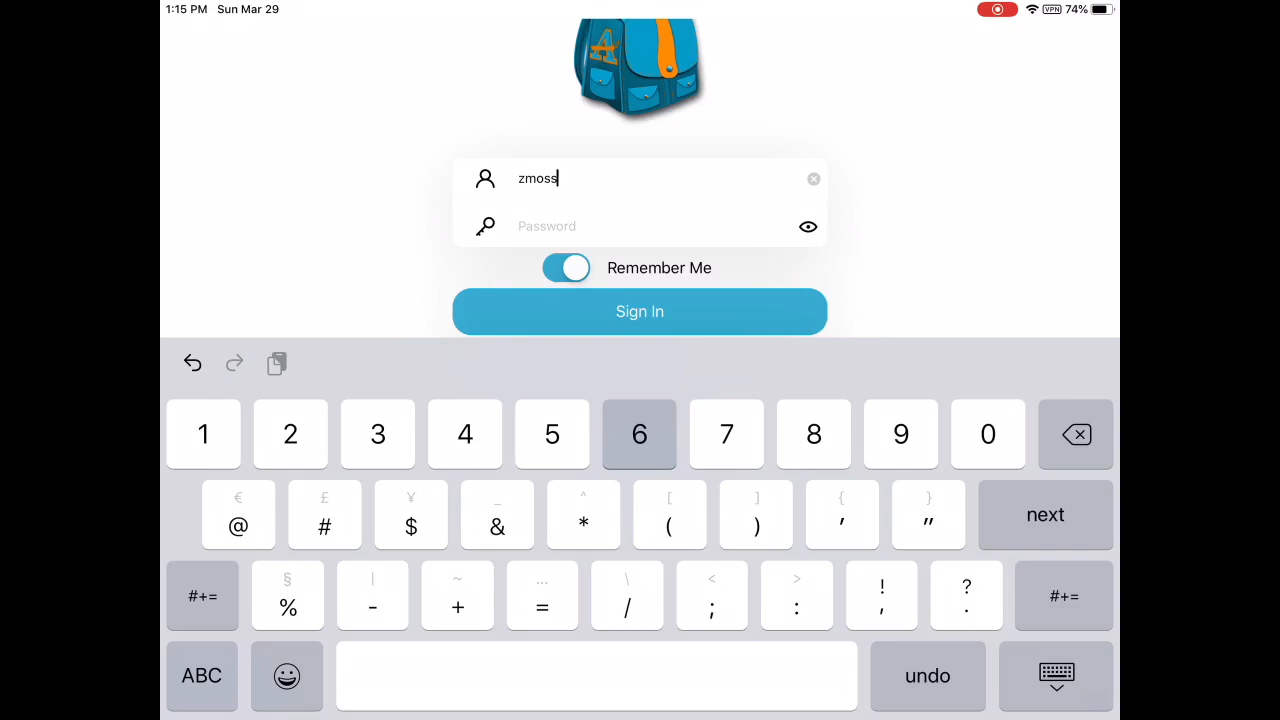 1:15 PM Sun Mar 29
VPN 74%
A
zmoss
Password
Remember Me
Sign In
1 2 3 4 5 6 7 8 9 0
€ £ ¥ _ ^ [ ] { }
@ # $ & * ( ) ' " next
§ | ~ … \ < > ! ?
#+= % - + = / ; : , . #+=
ABC undo